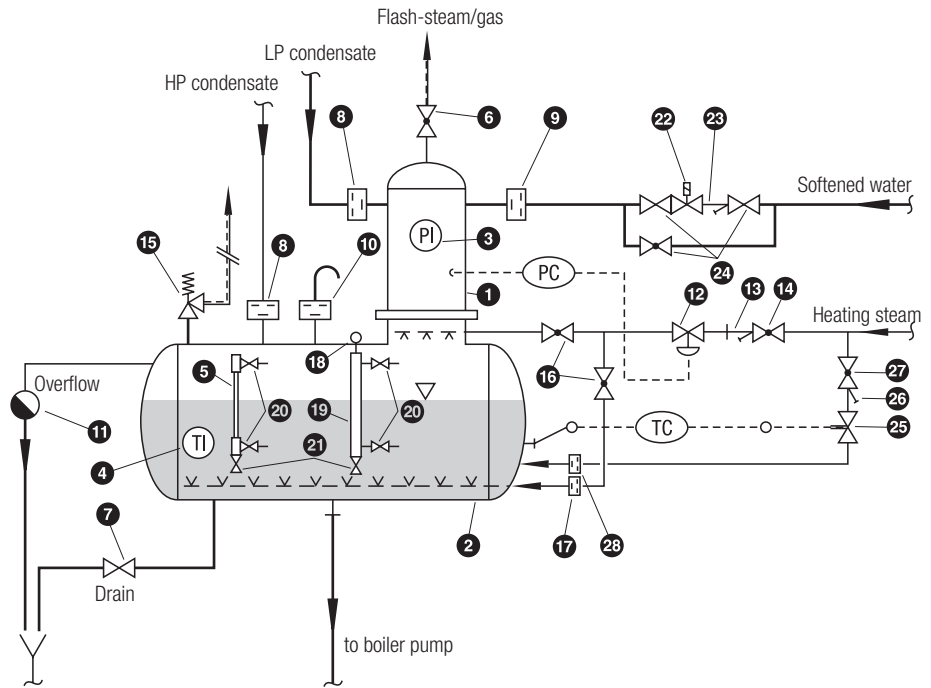 Flash-steam/gas
LP condensate
HP condensate
8
6
9
22
23
Softened water
15
8
10
PI
3
PC
24
1
12
13
14
Heating steam
18
16
27
5
Overflow
20
19
20
26
11
TC
25
TI
21
4
7
2
17
28
Drain
to boiler pump